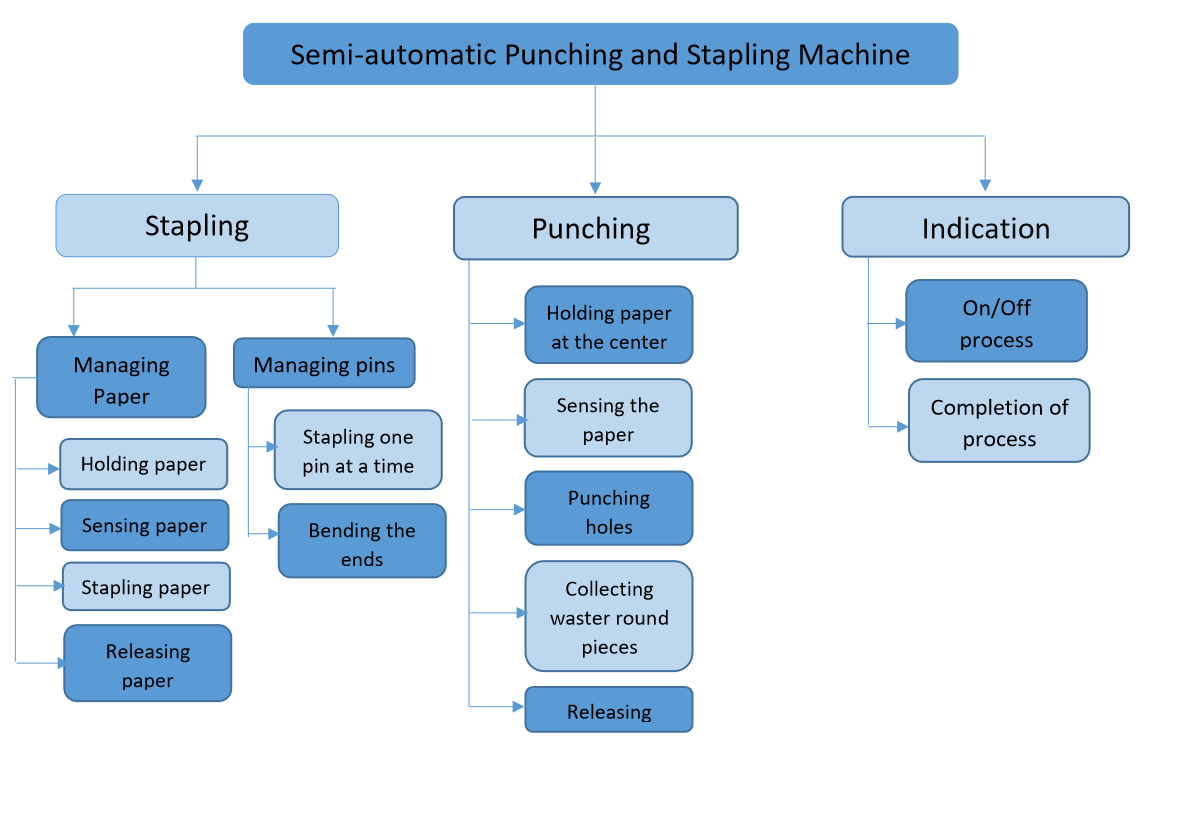 Semi-automatic Punching and Stapling Machine
Stapling
Punching
Indication
Managing
Paper
Holding paper
Sensing paper
Stapling paper
Releasing
paper
Managing pins
Stapling one
pin at a time
Bending the
ends
Holding paper
at the center
Sensing the
paper
Punching
holes
Collecting
waster round
pieces
Releasing
On/Off
process
Completion of
process